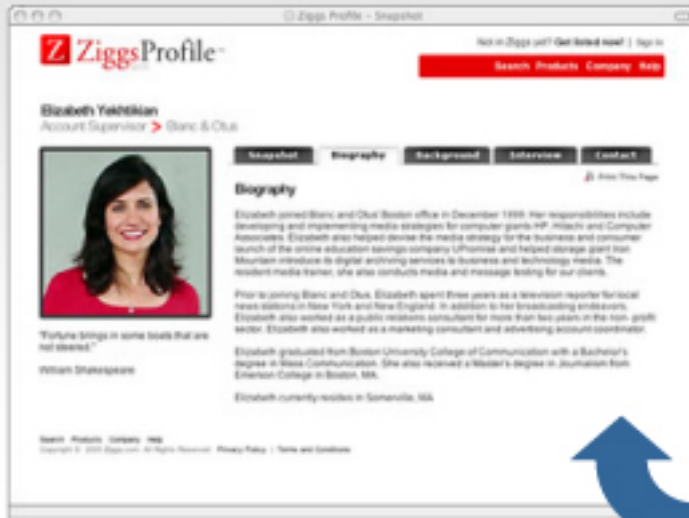 Ziggs Profile - Snapshot
Z ZiggsProfile
Not in Ziggs yet? Get listed now! | Sign In
Search Products Company Help
Elizabeth Yekhtikian
Account Supervisor > Blanc & Otus
Snapshot Biography Background Interview Contact
Print This Page
Biography
Elizabeth joined Blanc and Otus' Boston office in December 1999. Her responsibilities include
developing and implementing media strategies for computer giants HP, Hitachi and Computer
Associates. Elizabeth also helped devise the media strategy for the business and consumer
launch of the online education savings company UPromise and helped storage giant Iron
Mountain introduce its digital archiving services to business and technology media. The
resident media trainer, she also conducts media and message testing for our clients.
Prior to joining Blanc and Otus, Elizabeth spent three years as a television reporter for local
news stations in New York and New England. In addition to her broadcasting endeavors,
Elizabeth also worked as a public relations consultant for more than two years in the non-profit
sector. Elizabeth also worked as a marketing consultant and advertising account coordinator.
Elizabeth graduated from Boston University College of Communication with a Bachelor's
degree in Mass Communication. She also received a Master's degree in Journalism from
Emerson College in Boston, MA.
Elizabeth currently resides in Somerville, MA
"Fortune brings in some boats that are
not steered."
William Shakespeare
Search Products Company Help
Copyright © 2005 Ziggs.com. All Rights Reserved. Privacy Policy | Terms and Conditions